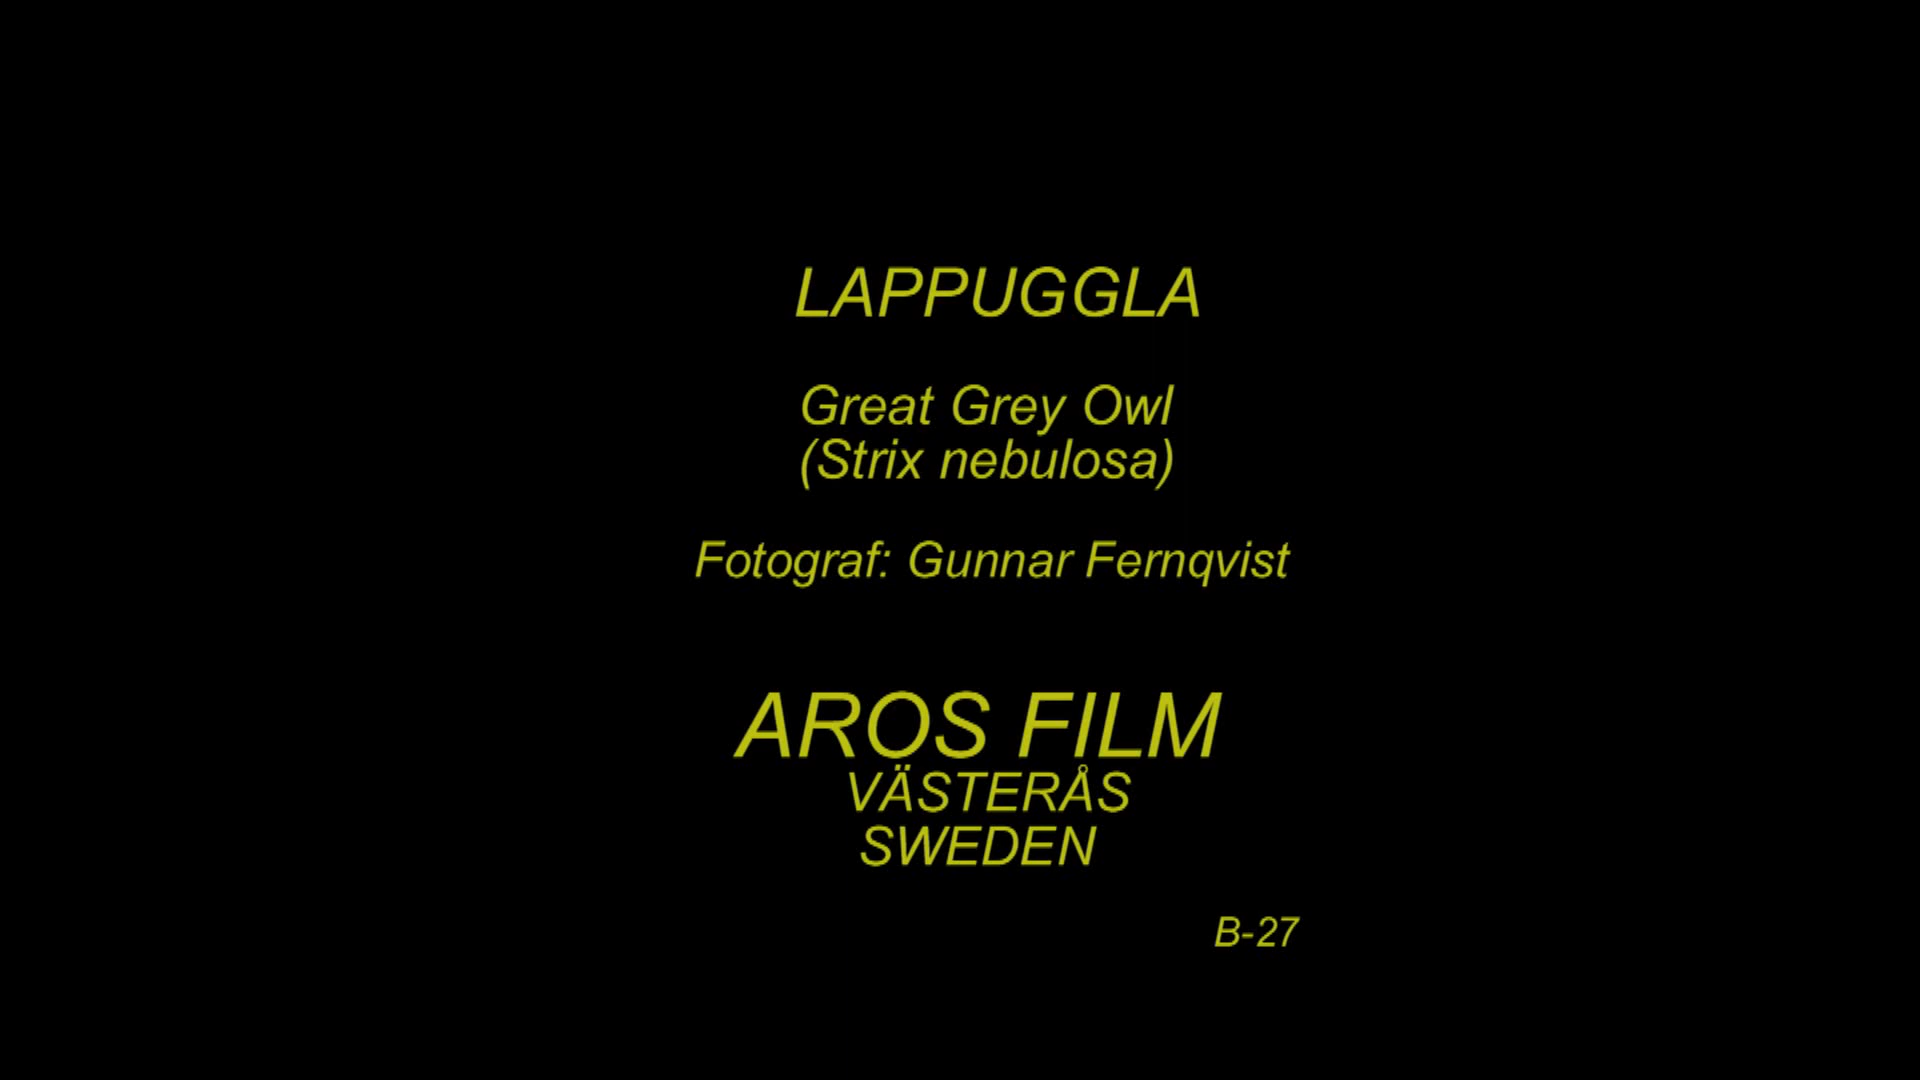 LAPPUGGLA
Great Grey Owl
(Strix nebulosa)
Fotograf: Gunnar Fernqvist
AROS FILM
VÄSTERÅS
SWEDEN
B-27